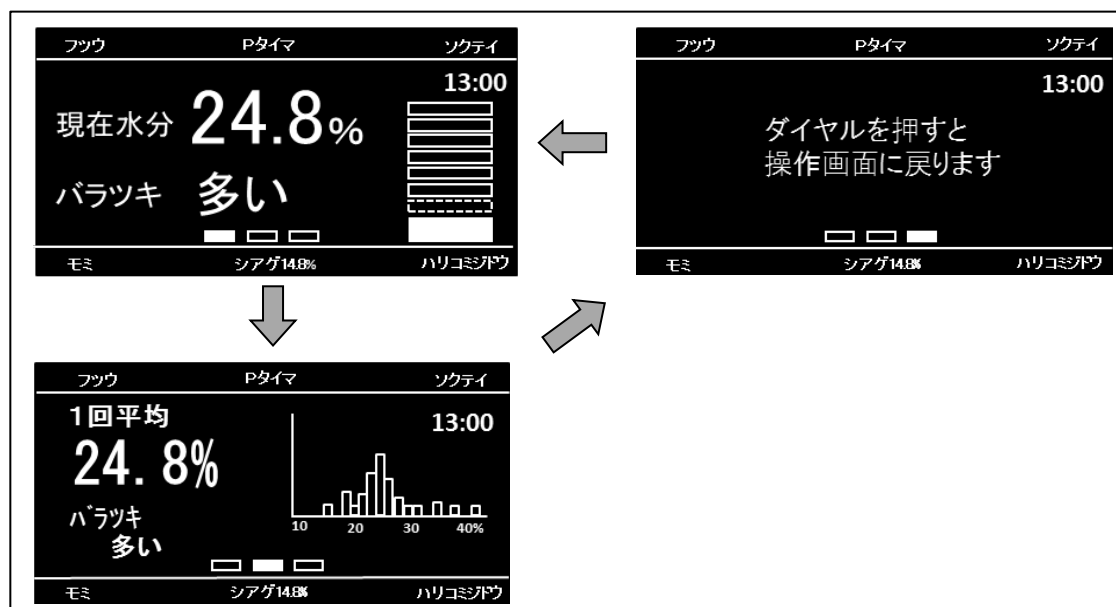 フツウ Pタイマ ソクテイ
13:00
現在水分 24.8%
バラツキ 多い
モミ シアゲ14.8% ハリコミジドウ
フツウ Pタイマ ソクテイ
13:00
ダイヤルを押すと
操作画面に戻ります
モミ シアゲ14.8% ハリコミジドウ
フツウ Pタイマ ソクテイ
1回平均
13:00
24.8%
バラツキ
多い
10 20 30 40%
モミ シアゲ14.8% ハリコミジドウ